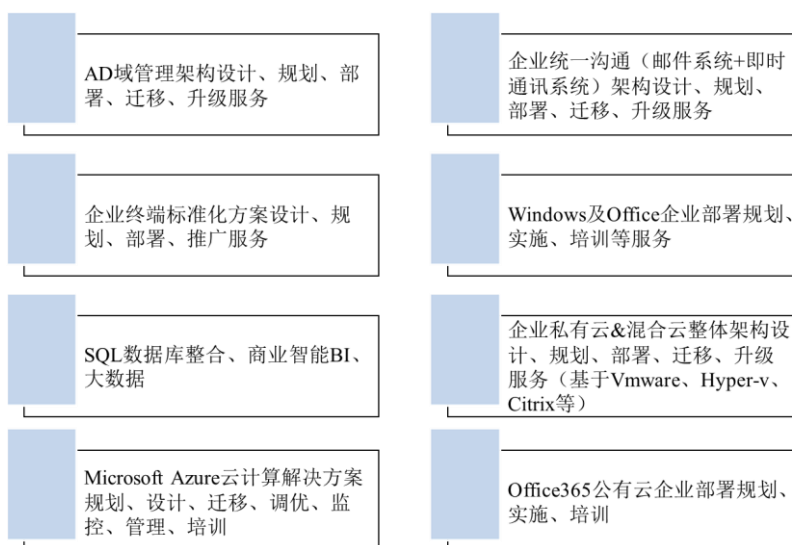 AD域管理架构设计、规划、部
署、迁移、升级服务
企业统一沟通（邮件系统+即时
通讯系统）架构设计、规划、
部署、迁移、升级服务
企业终端标准化方案设计、规
划、部署、推广服务
Windows及Office企业部署规划、
实施、培训等服务
SQL数据库整合、商业智能BI、
大数据
企业私有云&混合云整体架构设
计、规划、部署、迁移、升级
服务（基于Vmware、Hyper-v、
Citrix等）
Microsoft Azure云计算解决方案
规划、设计、迁移、调优、监
控、管理、培训
Office365公有云企业部署规划、
实施、培训